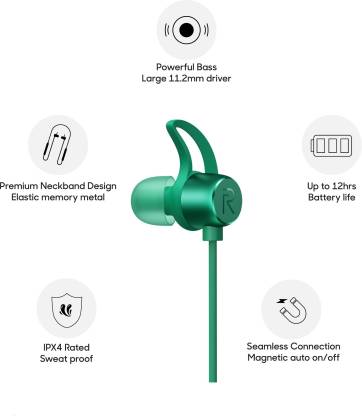 Powerful Bass
Large 11.2mm driver
Premium Neckband Design
Elastic memory metal
Up to 12hrs
Battery life
R
IPX4 Rated
Sweat proof
Seamless Connection
Magnetic auto on/off